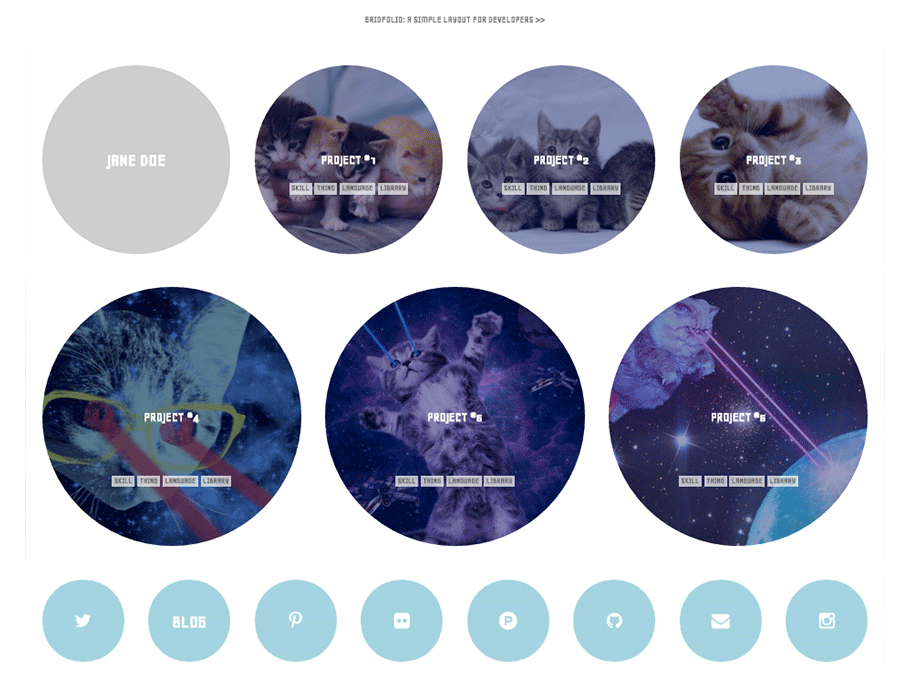 GRIDFOLIO: A SIMPLE LAYOUT FOR DEVELOPERS >>
JANE DOE
PROJECT #1
SKILL THING LANGUAGE LIBRARY
PROJECT #2
SKILL THING LANGUAGE LIBRARY
PROJECT #3
SKILL THING LANGUAGE LIBRARY
PROJECT #4
SKILL THING LANGUAGE LIBRARY
PROJECT #5
SKILL THING LANGUAGE LIBRARY
PROJECT #6
SKILL THING LANGUAGE LIBRARY
BLOG